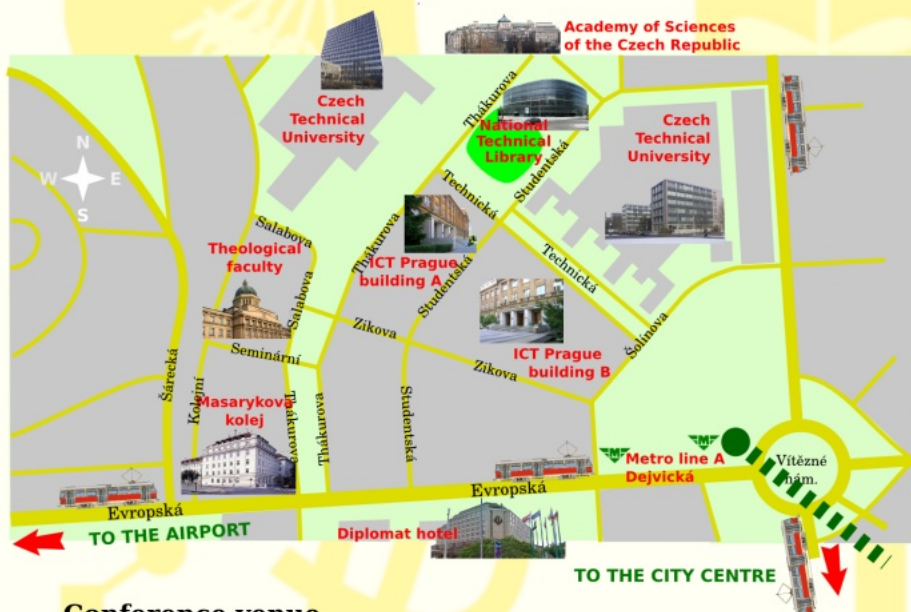 Academy of Sciences
of the Czech Republic
Czech
Technical
University
Thákurova
National
Technical
Library
Studentská
Czech
Technical
University
N
W E
S
Technická
Salabova
Thákurova
Theological
faculty
ICT Prague
building A
Studentská
Technická
Salabova
Zikova
Šolínova
Seminární
ICT Prague
building B
Zikova
Šárecká
Kolejní
Masarykova
kolej
Thákurova
Thákurova
Studentská
M
M
Metro line A
Dejvická
Vítězné
nám.
Evropská
Evropská
TO THE AIRPORT
Diplomat hotel
TO THE CITY CENTRE
Conference venue